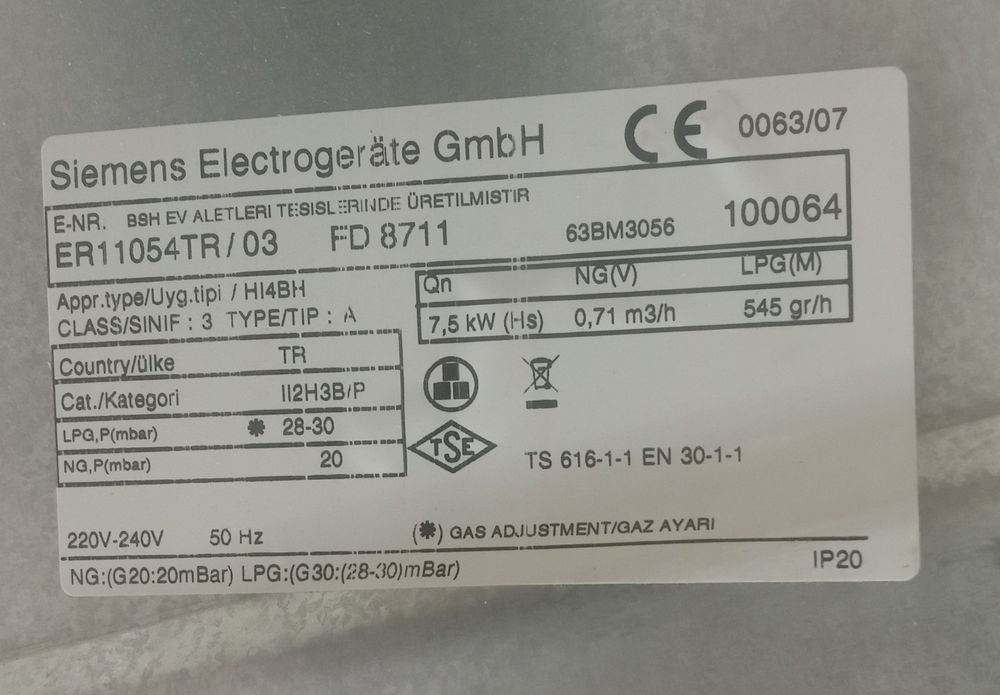 Siemens Electrogeräte GmbH CE 0063/07
E-NR. BSH EV ALETLERI TESISLERINDE ÜRETILMISTIR
ER11054TR/03 FD 8711 63BM3056 100064
Appr.type/Uyg.tipi / HI4BH
CLASS/SINIF : 3 TYPE/TIP : A
Qn NG(V) LPG(M)
7,5 kW (Hs) 0,71 m3/h 545 gr/h
Country/ülke TR
Cat./Kategori II2H3B/P
LPG,P(mbar) ✱ 28-30
NG,P(mbar) 20
TSE
TS 616-1-1 EN 30-1-1
220V-240V 50 Hz (✱) GAS ADJUSTMENT/GAZ AYARI
NG:(G20:20mBar) LPG:(G30:(28-30)mBar) IP20